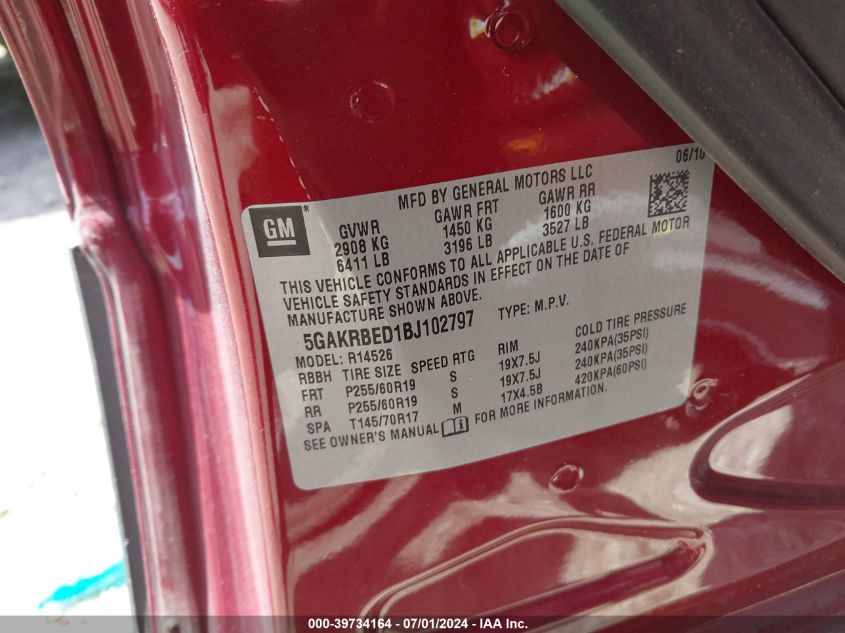 06/10
MFD BY GENERAL MOTORS LLC
GM®
GVWR GAWR FRT GAWR RR
2908 KG 1450 KG 1600 KG
6411 LB 3196 LB 3527 LB
THIS VEHICLE CONFORMS TO ALL APPLICABLE U.S. FEDERAL MOTOR
VEHICLE SAFETY STANDARDS IN EFFECT ON THE DATE OF
MANUFACTURE SHOWN ABOVE.
5GAKRBED1BJ102797 TYPE: M.P.V.
MODEL: R14526
RBBH TIRE SIZE SPEED RTG RIM COLD TIRE PRESSURE
FRT P255/60R19 S 19X7.5J 240KPA(35PSI)
RR P255/60R19 S 19X7.5J 240KPA(35PSI)
SPA T145/70R17 M 17X4.5B 420KPA(60PSI)
SEE OWNER'S MANUAL FOR MORE INFORMATION.
000-39734164 - 07/01/2024 - IAA Inc.